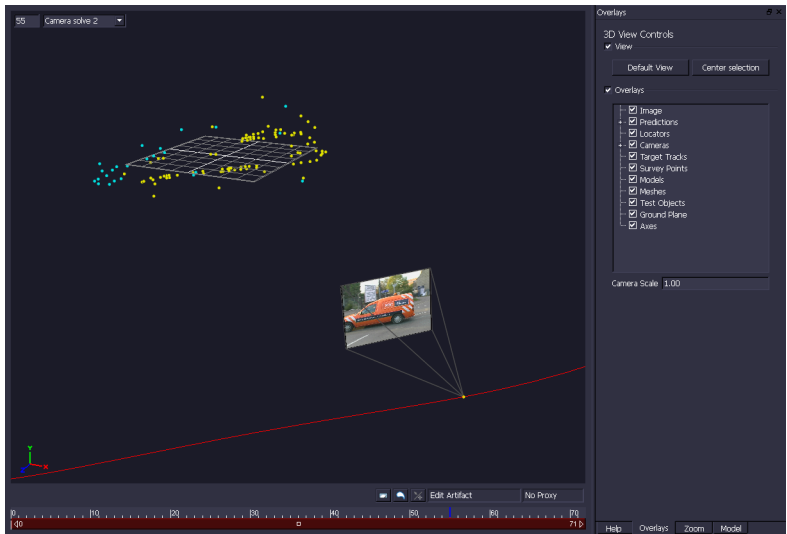 55 Camera solve 2
Overlays
3D View Controls
View
Default View Center selection
Overlays
Image
Predictions
Locators
Cameras
Target Tracks
Survey Points
Models
Meshes
Test Objects
Ground Plane
Axes
Camera Scale 1.00
Y
X
Edit Artifact No Proxy
0 10 20 30 40 50 60 70
0 71
Help Overlays Zoom Model